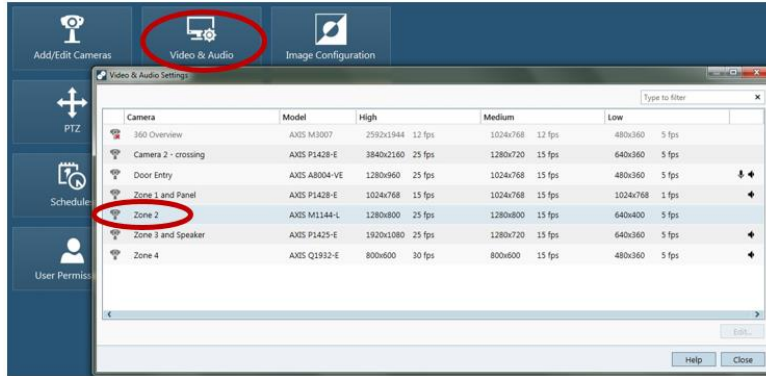 Add/Edit Cameras
Video & Audio
Image Configuration
PTZ
Schedule
User Permiss
Video & Audio Settings
Type to filter
Camera Model High Medium Low
360 Overview AXIS M3007 2592x1944 12 fps 1024x768 12 fps 480x360 5 fps
Camera 2 - crossing AXIS P1428-E 3840x2160 25 fps 1280x720 15 fps 640x360 5 fps
Door Entry AXIS A8004-VE 1280x960 25 fps 1024x768 15 fps 480x360 5 fps
Zone 1 and Panel AXIS P1428-E 1024x768 15 fps 1024x768 15 fps 1024x768 1 fps
Zone 2 AXIS M1144-L 1280x800 25 fps 1280x800 15 fps 640x400 5 fps
Zone 3 and Speaker AXIS P1425-E 1920x1080 25 fps 1280x720 15 fps 640x360 5 fps
Zone 4 AXIS Q1932-E 800x600 30 fps 800x600 15 fps 480x360 5 fps
Edit...
Help Close